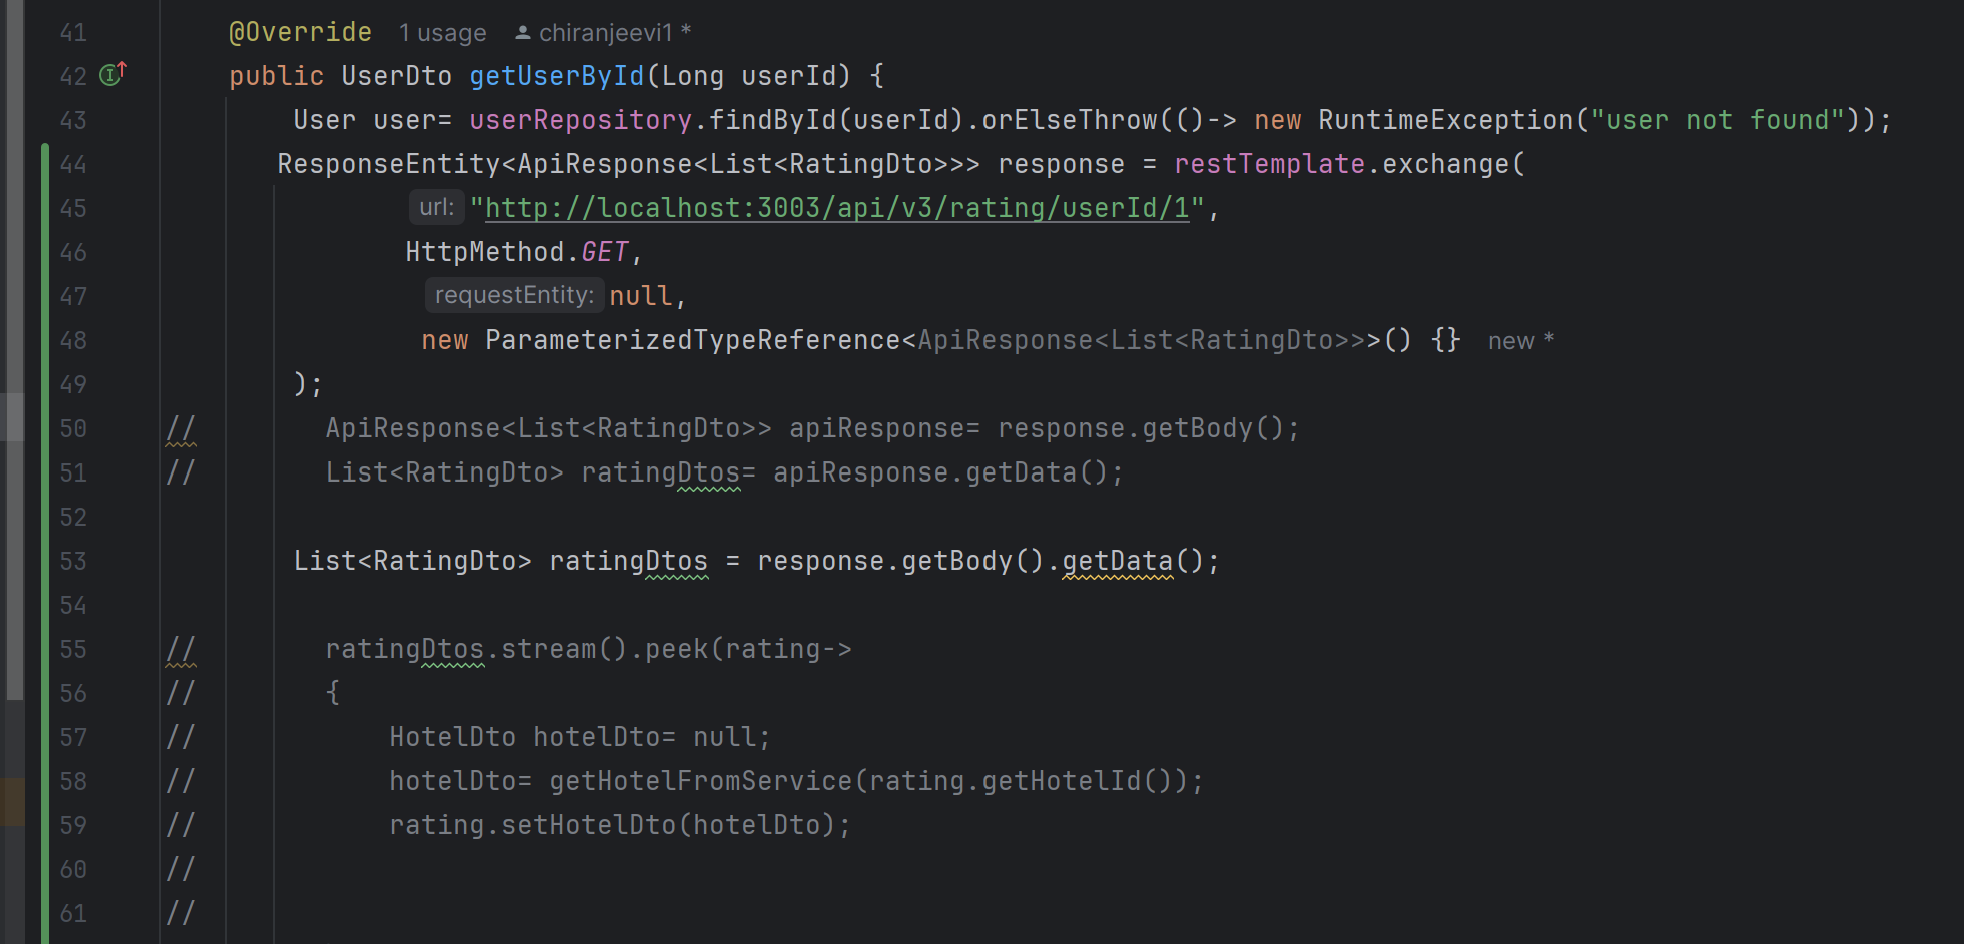 41 @Override 1 usage chiranjeevi1 *
42 public UserDto getUserById(Long userId) {
43 User user= userRepository.findById(userId).orElseThrow(()-> new RuntimeException("user not found"));
44 ResponseEntity<ApiResponse<List<RatingDto>>> response = restTemplate.exchange(
45 url: "http://localhost:3003/api/v3/rating/userId/1",
46 HttpMethod.GET,
47 requestEntity: null,
48 new ParameterizedTypeReference<ApiResponse<List<RatingDto>>>() {} new *
49 );
50 // ApiResponse<List<RatingDto>> apiResponse= response.getBody();
51 // List<RatingDto> ratingDtos= apiResponse.getData();
52
53 List<RatingDto> ratingDtos = response.getBody().getData();
54
55 // ratingDtos.stream().peek(rating->
56 // {
57 // HotelDto hotelDto= null;
58 // hotelDto= getHotelFromService(rating.getHotelId());
59 // rating.setHotelDto(hotelDto);
60 //
61 //